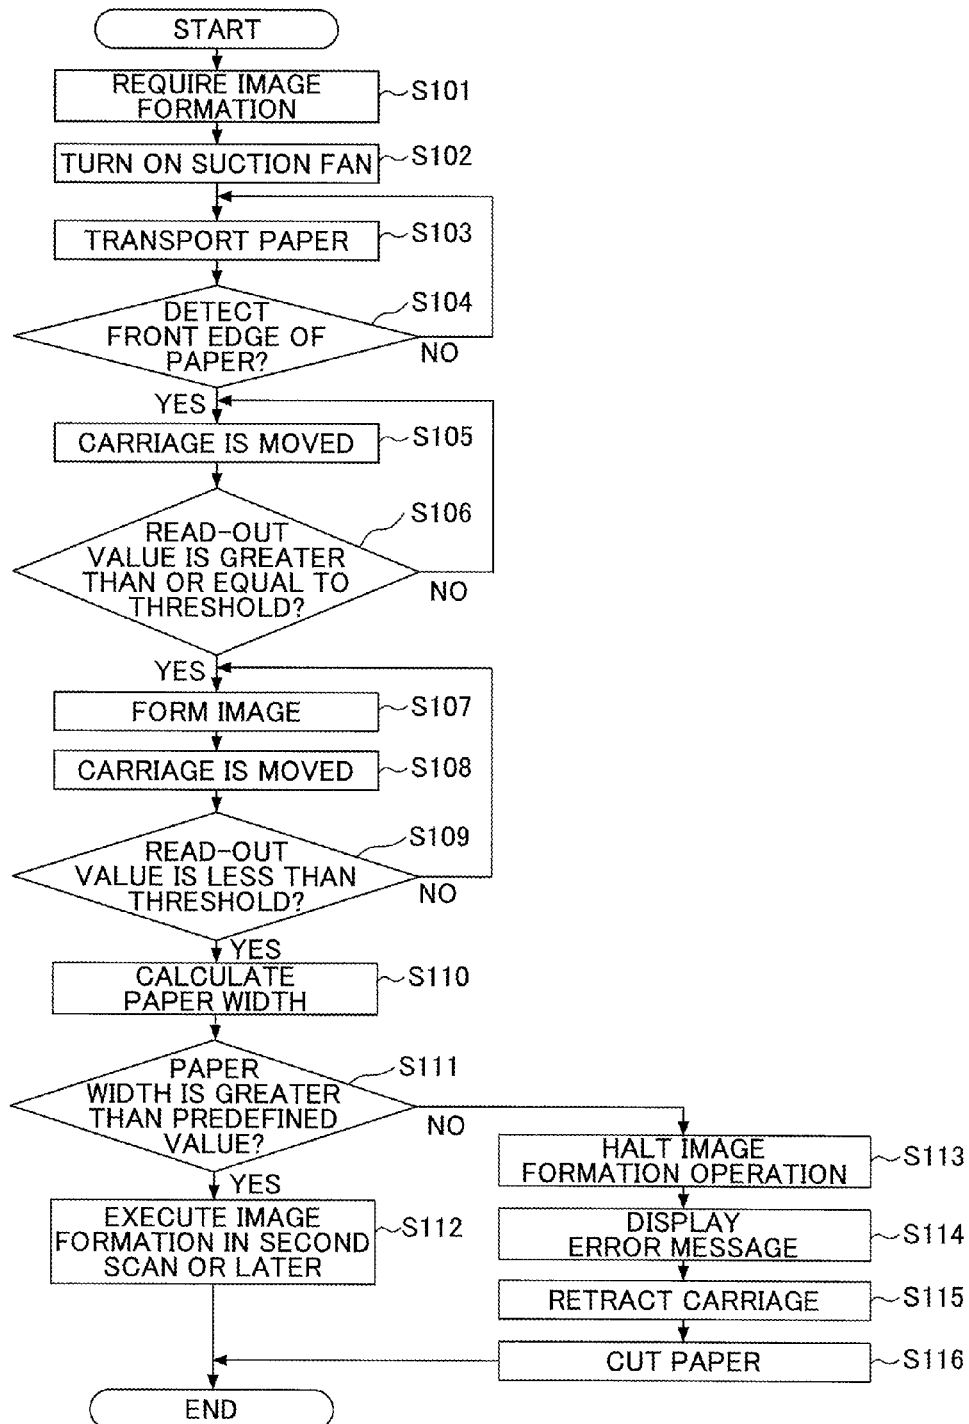 START
REQUIRE IMAGE
FORMATION
S101
TURN ON SUCTION FAN
S102
TRANSPORT PAPER
S103
DETECT
FRONT EDGE OF
PAPER?
S104
NO
YES
CARRIAGE IS MOVED
S105
READ-OUT
VALUE IS GREATER
THAN OR EQUAL TO
THRESHOLD?
S106
NO
YES
FORM IMAGE
S107
CARRIAGE IS MOVED
S108
READ-OUT
VALUE IS LESS THAN
THRESHOLD?
S109
NO
YES
CALCULATE
PAPER WIDTH
S110
PAPER
WIDTH IS GREATER
THAN PREDEFINED
VALUE?
S111
NO
YES
EXECUTE IMAGE
FORMATION IN SECOND
SCAN OR LATER
S112
HALT IMAGE
FORMATION OPERATION
S113
DISPLAY
ERROR MESSAGE
S114
RETRACT CARRIAGE
S115
CUT PAPER
S116
END